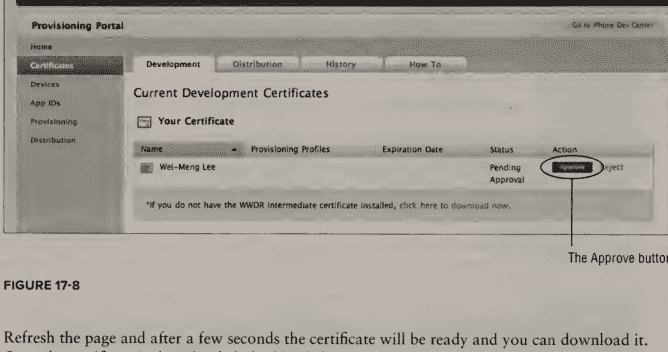 Provisioning Portal
Go to iPhone Dev Center
Home
Certificates
Devices
App IDs
Provisioning
Distribution
Development Distribution History How To
Current Development Certificates
Your Certificate
Name Provisioning Profiles Expiration Date Status Action
Wei-Meng Lee Pending Approval Approve Reject
*If you do not have the WWDR intermediate certificate installed, click here to download now.
The Approve button
FIGURE 17-8
Refresh the page and after a few seconds the certificate will be ready and you can download it.